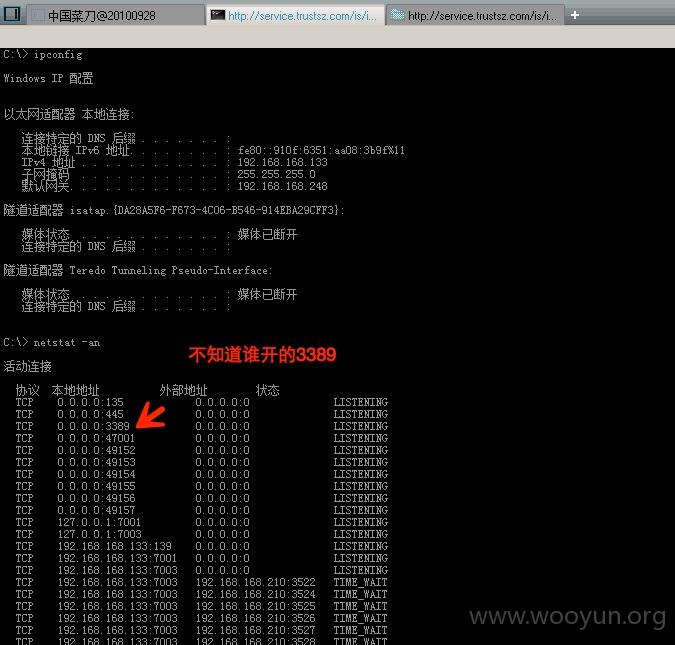 中国菜刀@20100928 http://service.trustsz.com/is/i... http://service.trustsz.com/is/i...
C:\> ipconfig
Windows IP 配置
以太网适配器 本地连接:
连接特定的 DNS 后缀 . . . . . . . :
本地链接 IPv6 地址. . . . . . . . : fe80::910f:6351:aa08:3b9f%11
IPv4 地址 . . . . . . . . . . . . : 192.168.168.133
子网掩码 . . . . . . . . . . . . : 255.255.255.0
默认网关. . . . . . . . . . . . . : 192.168.168.248
隧道适配器 isatap.{DA28A5F6-F673-4C06-B546-914EBA29CFF3}:
媒体状态 . . . . . . . . . . . . : 媒体已断开
连接特定的 DNS 后缀 . . . . . . . :
隧道适配器 Teredo Tunneling Pseudo-Interface:
媒体状态 . . . . . . . . . . . . : 媒体已断开
连接特定的 DNS 后缀 . . . . . . . :
C:\> netstat -an
不知道谁开的3389
活动连接
协议 本地地址 外部地址 状态
TCP 0.0.0.0:135 0.0.0.0:0 LISTENING
TCP 0.0.0.0:445 0.0.0.0:0 LISTENING
TCP 0.0.0.0:3389 0.0.0.0:0 LISTENING
TCP 0.0.0.0:47001 0.0.0.0:0 LISTENING
TCP 0.0.0.0:49152 0.0.0.0:0 LISTENING
TCP 0.0.0.0:49153 0.0.0.0:0 LISTENING
TCP 0.0.0.0:49154 0.0.0.0:0 LISTENING
TCP 0.0.0.0:49155 0.0.0.0:0 LISTENING
TCP 0.0.0.0:49156 0.0.0.0:0 LISTENING
TCP 0.0.0.0:49157 0.0.0.0:0 LISTENING
TCP 127.0.0.1:7001 0.0.0.0:0 LISTENING
TCP 127.0.0.1:7003 0.0.0.0:0 LISTENING
TCP 192.168.168.133:139 0.0.0.0:0 LISTENING
TCP 192.168.168.133:7001 0.0.0.0:0 LISTENING
TCP 192.168.168.133:7003 0.0.0.0:0 LISTENING
TCP 192.168.168.133:7003 192.168.168.210:3522 TIME_WAIT
TCP 192.168.168.133:7003 192.168.168.210:3524 TIME_WAIT
TCP 192.168.168.133:7003 192.168.168.210:3525 TIME_WAIT
TCP 192.168.168.133:7003 192.168.168.210:3526 TIME_WAIT
TCP 192.168.168.133:7003 192.168.168.210:3527 TIME_WAIT
TCP 192.168.168.133:7003 192.168.168.210:3528 TIME_WAIT
www.wooyun.org